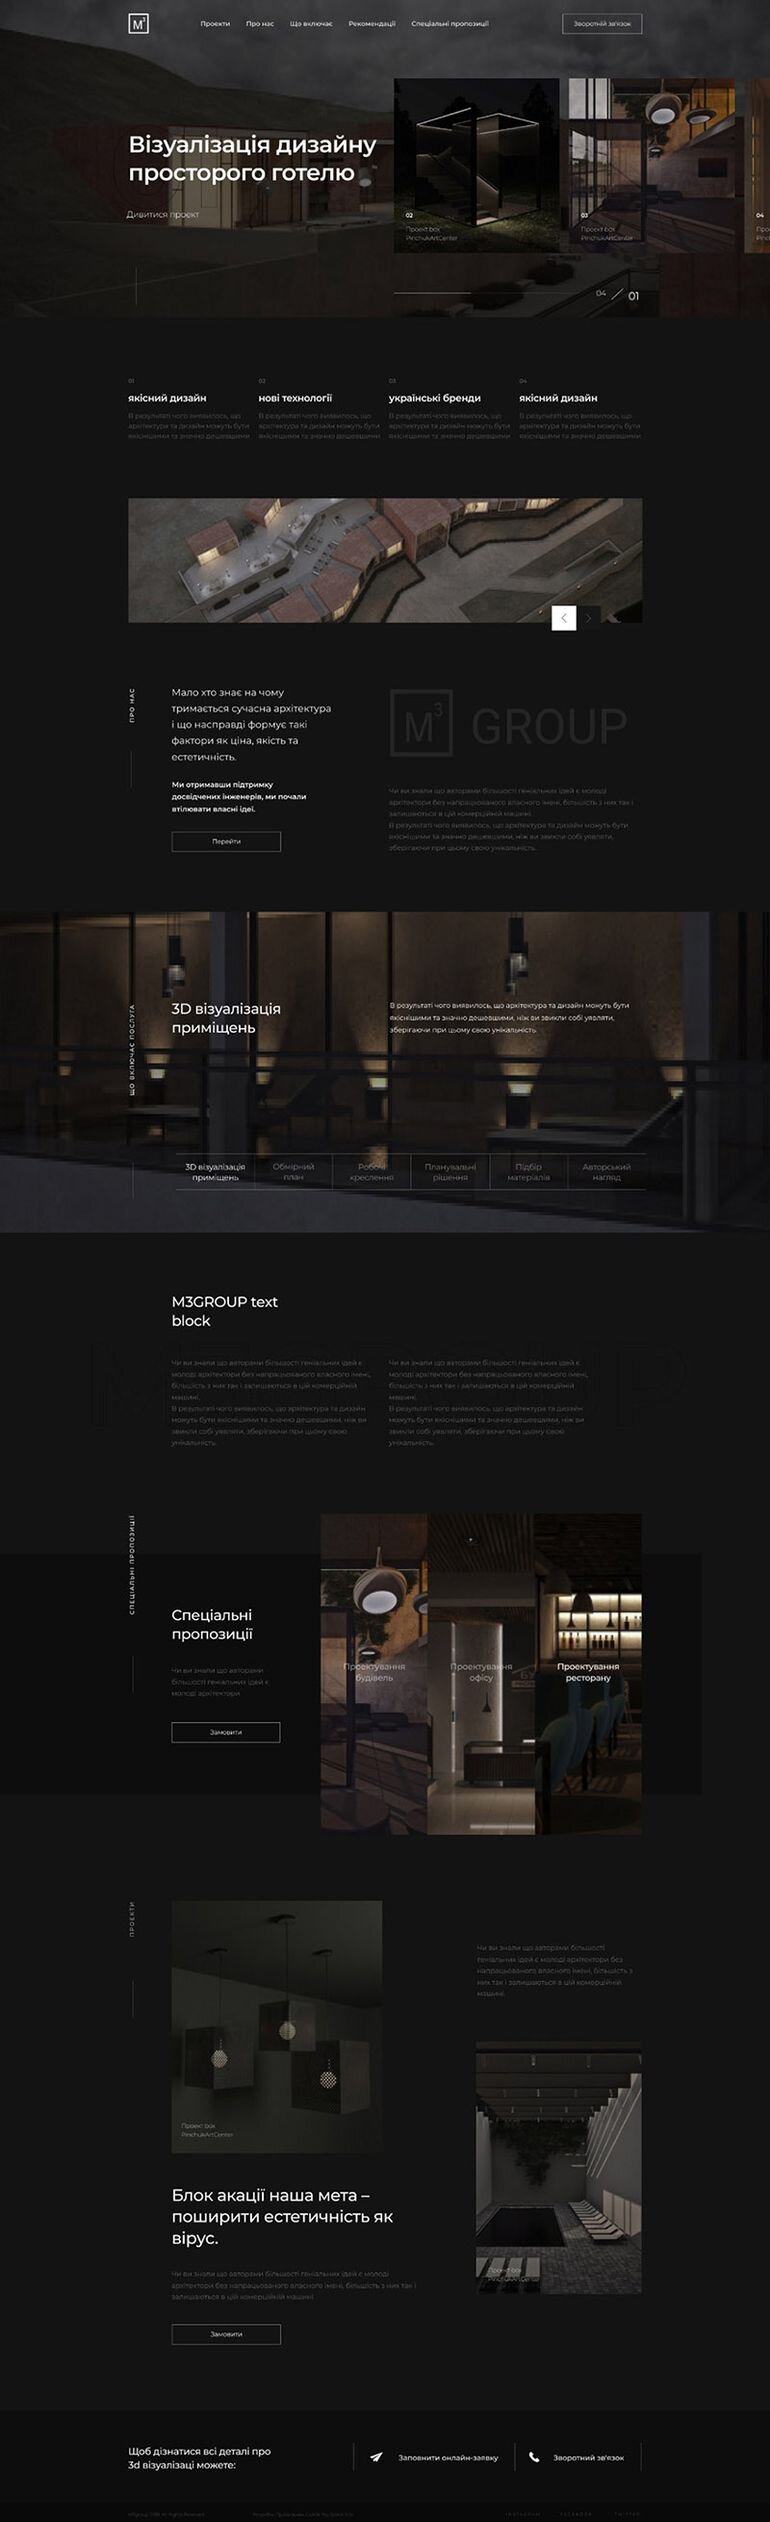 M3
Проекти
Про нас
Що включає
Рекомендації
Спеціальні пропозиції
Зворотній зв'язок
Візуалізація дизайну
просторого готелю
Дивитися проект
02
Проект box
PinchukArtCenter
03
Проект box
PinchukArtCenter
04
04 / 01
01
якісний дизайн
В результаті чого виявилось, що
архітектура та дизайн можуть бути
якіснішими та значно дешевшими
02
нові технології
В результаті чого виявилось, що
архітектура та дизайн можуть бути
якіснішими та значно дешевшими
03
українські бренди
В результаті чого виявилось, що
архітектура та дизайн можуть бути
якіснішими та значно дешевшими
04
якісний дизайн
В результаті чого виявилось, що
архітектура та дизайн можуть бути
якіснішими та значно дешевшими
ПРО НАС
Мало хто знає на чому
тримається сучасна архітектура
і що насправді формує такі
фактори як ціна, якість та
естетичність.
Ми отримавши підтримку
досвідчених інженерів, ми почали
втілювати власні ідеї.
Перейти
M3 GROUP
Чи ви знали що авторами більшості геніальних ідей є молоді
архітектори без напрацьованого власного імені, більшість з них так і
залишаються в цій комерційній машині.
В результаті чого виявилось, що архітектура та дизайн можуть бути
якіснішими та значно дешевшими, ніж ви звикли собі уявляти,
зберігаючи при цьому свою унікальність.
ЩО ВКЛЮЧАЄ ПОСЛУГА
3D візуалізація
приміщень
В результаті чого виявилось, що архітектура та дизайн можуть бути
якіснішими та значно дешевшими, ніж ви звикли собі уявляти,
зберігаючи при цьому свою унікальність.
3D візуалізація
приміщень
Обмірний
план
Робочі
креслення
Планувальні
рішення
Підбір
матеріалів
Авторський
нагляд
M3GROUP text
block
Чи ви знали що авторами більшості геніальних ідей є
молоді архітектори без напрацьованого власного імені,
більшість з них так і залишаються в цій комерційній
машині.
В результаті чого виявилось, що архітектура та дизайн
можуть бути якіснішими та значно дешевшими, ніж ви
звикли собі уявляти, зберігаючи при цьому свою
унікальність.
Чи ви знали що авторами більшості геніальних ідей є
молоді архітектори без напрацьованого власного імені,
більшість з них так і залишаються в цій комерційній
машині.
В результаті чого виявилось, що архітектура та дизайн
можуть бути якіснішими та значно дешевшими, ніж ви
звикли собі уявляти, зберігаючи при цьому свою
унікальність.
СПЕЦІАЛЬНІ ПРОПОЗИЦІЇ
Спеціальні
пропозиції
Чи ви знали що авторами
більшості геніальних ідей є
молоді архітектори
Замовити
Проектування
будівель
Проектування
офісу
Проектування
ресторану
ПРОЕКТИ
Проект box
PinchukArtCenter
Чи ви знали що авторами більшості
геніальних ідей є молоді архітектори без
напрацьованого власного імені, більшість з
них так і залишаються в цій комерційній
машині.
Проект box
PinchukArtCenter
Блок акації наша мета –
поширити естетичність як
вірус.
Чи ви знали що авторами більшості геніальних ідей є молоді
архітектори без напрацьованого власного імені, більшість з них так і
залишаються в цій комерційній машині.
Замовити
Щоб дізнатися всі деталі про
3d візуалізаці можете:
Заповнити онлайн-заявку
Зворотний зв'язок
INSTAGRAM
FACEBOOK
TWITTER